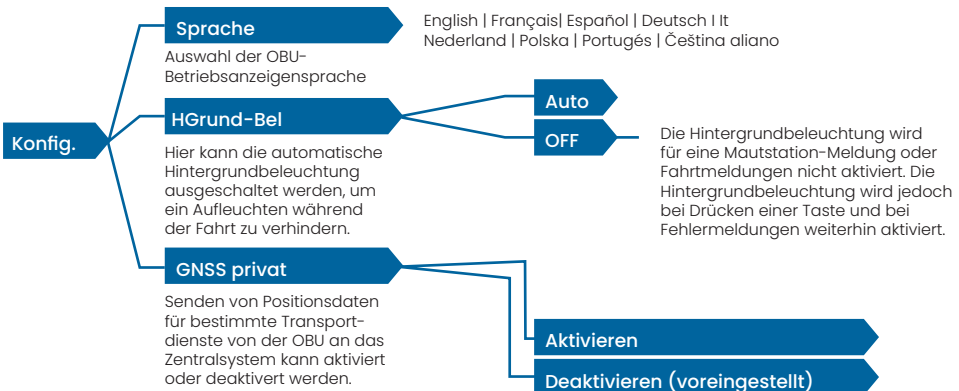 Sprache
English | Français| Español | Deutsch I It
Nederland | Polska | Portugés | Čeština aliano
Auswahl der OBU-
Betriebsanzeigensprache
Konfig.
HGrund-Bel
Auto
OFF
Hier kann die automatische
Hintergrundbeleuchtung
ausgeschaltet werden, um
ein Aufleuchten während
der Fahrt zu verhindern.
Die Hintergrundbeleuchtung wird
für eine Mautstation-Meldung oder
Fahrtmeldungen nicht aktiviert. Die
Hintergrundbeleuchtung wird jedoch
bei Drücken einer Taste und bei
Fehlermeldungen weiterhin aktiviert.
GNSS privat
Senden von Positionsdaten
für bestimmte Transport-
dienste von der OBU an das
Zentralsystem kann aktiviert
oder deaktivert werden.
Aktivieren
Deaktivieren (voreingestellt)